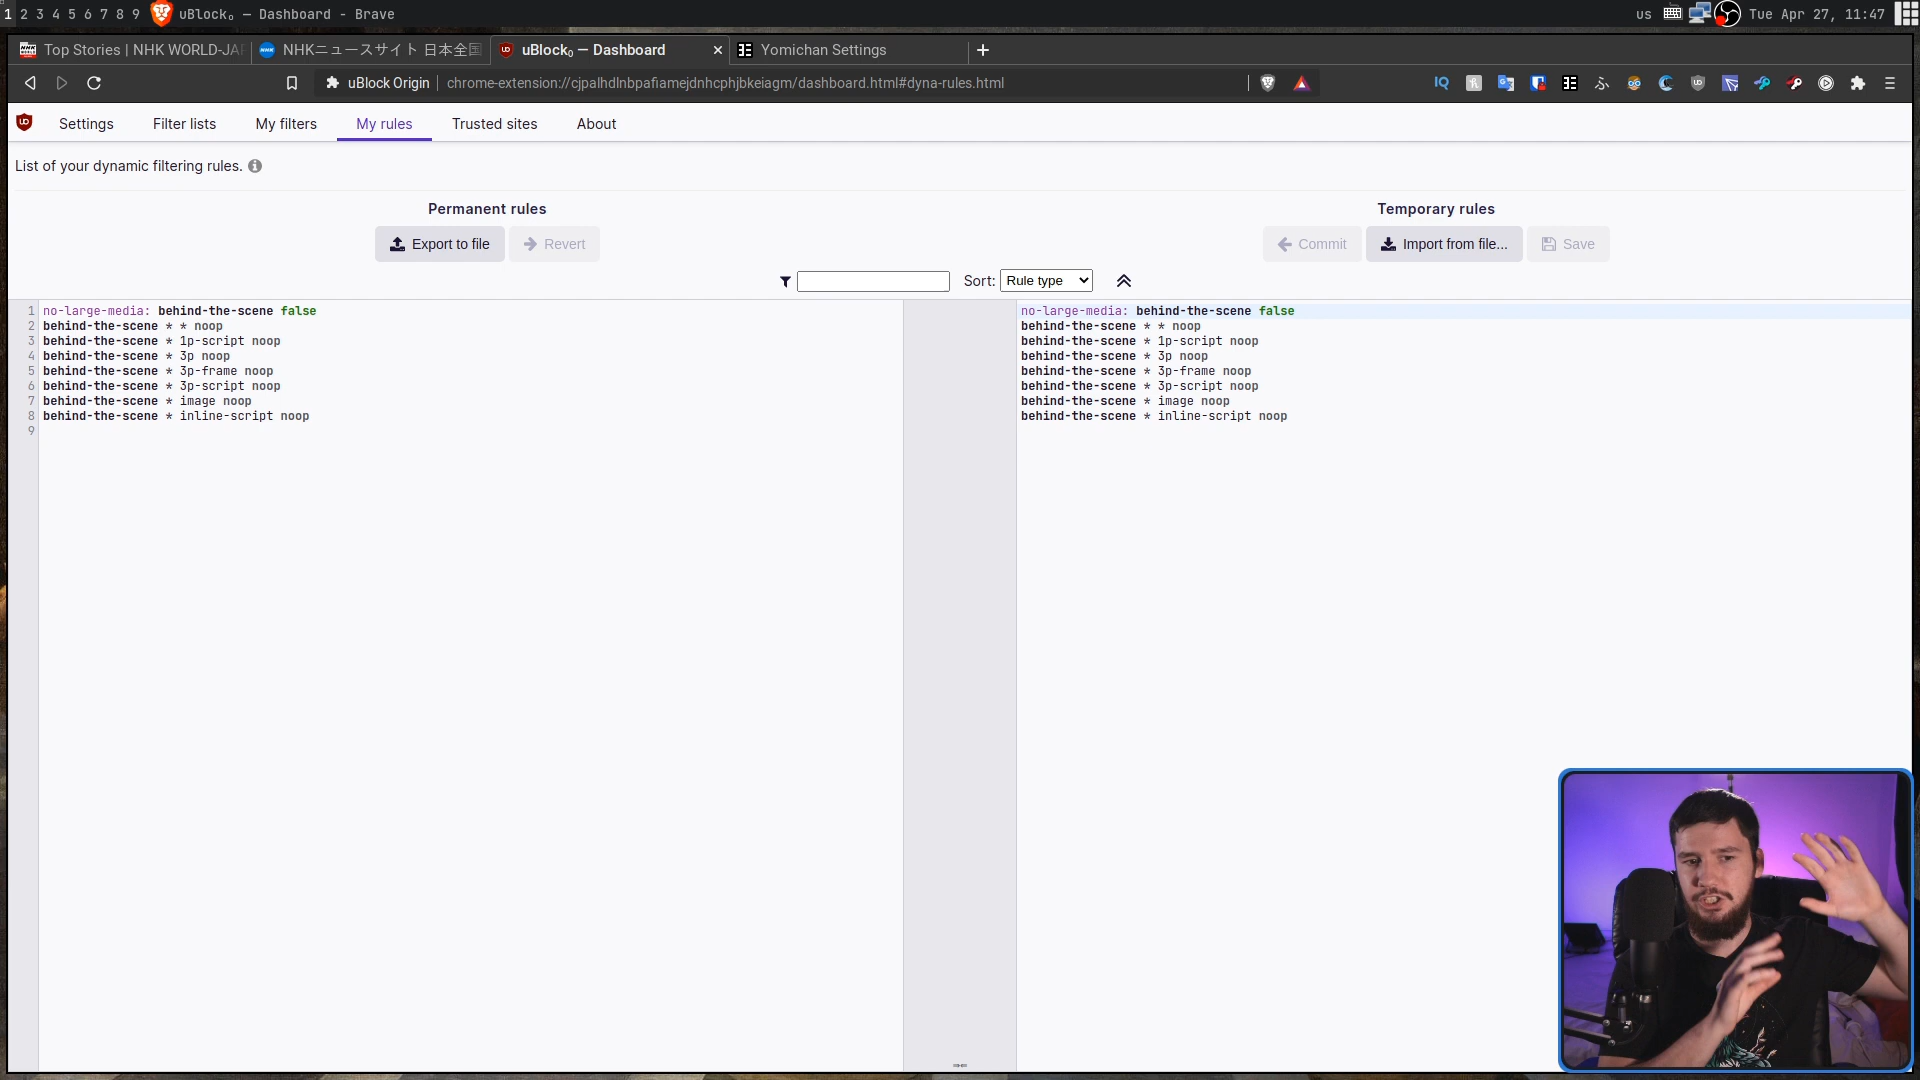 1 2 3 4 5 6 7 8 9 uBlock₀ — Dashboard - Brave us Tue Apr 27, 11:47
Top Stories | NHK WORLD-JA NHKニュースサイト 日本全国 uBlock₀ — Dashboard Yomichan Settings
uBlock Origin chrome-extension://cjpalhdlnbpafiamejdnhcphjbkeiagm/dashboard.html#dyna-rules.html IQ
Settings Filter lists My filters My rules Trusted sites About
List of your dynamic filtering rules.
Permanent rules Temporary rules
Export to file Revert Commit Import from file... Save
Sort: Rule type
1 no-large-media: behind-the-scene false
2 behind-the-scene * * noop
3 behind-the-scene * 1p-script noop
4 behind-the-scene * 3p noop
5 behind-the-scene * 3p-frame noop
6 behind-the-scene * 3p-script noop
7 behind-the-scene * image noop
8 behind-the-scene * inline-script noop
9
no-large-media: behind-the-scene false
behind-the-scene * * noop
behind-the-scene * 1p-script noop
behind-the-scene * 3p noop
behind-the-scene * 3p-frame noop
behind-the-scene * 3p-script noop
behind-the-scene * image noop
behind-the-scene * inline-script noop